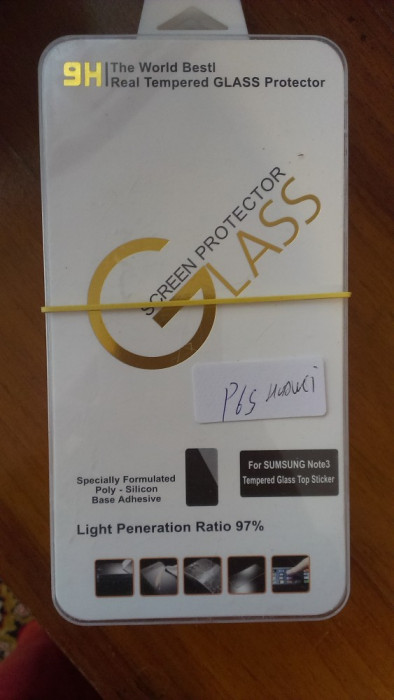 9H
The World Bestl
Real Tempered GLASS Protector
SCREEN PROTECTOR
GLASS
P6s Huawei
Specially Formulated
Poly - Silicon
Base Adhesive
For SUMSUNG Note3
Tempered Glass Top Sticker
Light Peneration Ratio 97%